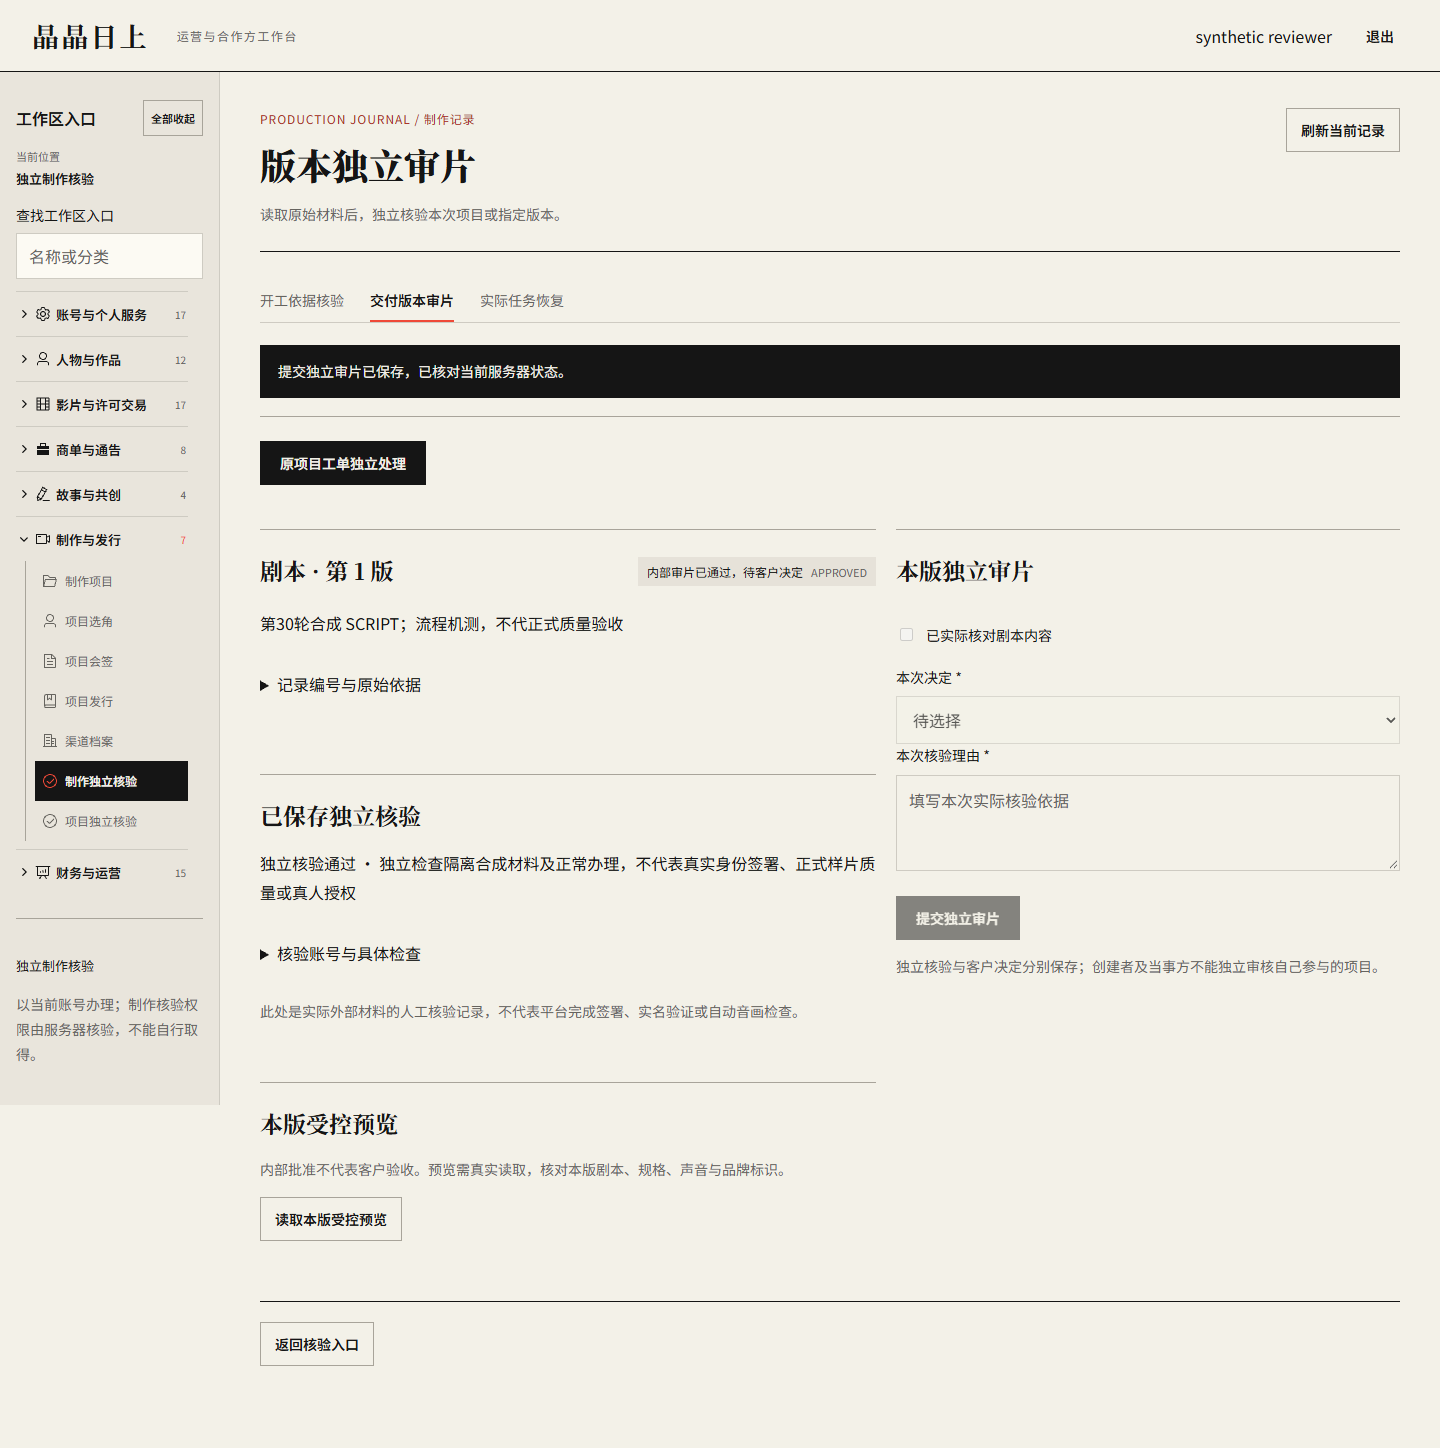 晶晶日上
运营与合作方工作台
synthetic reviewer
退出
工作区入口
全部收起
当前位置
独立制作核验
查找工作区入口
名称或分类
账号与个人服务 17
人物与作品 12
影片与许可交易 17
商单与通告 8
故事与共创 4
制作与发行 7
制作项目
项目选角
项目会签
项目发行
渠道档案
制作独立核验
项目独立核验
财务与运营 15
独立制作核验
以当前账号办理；制作核验权
限由服务器核验，不能自行取
得。
PRODUCTION JOURNAL / 制作记录
版本独立审片
读取原始材料后，独立核验本次项目或指定版本。
刷新当前记录
开工依据核验
交付版本审片
实际任务恢复
提交独立审片已保存，已核对当前服务器状态。
原项目工单独立处理
剧本 · 第 1 版
内部审片已通过，待客户决定 APPROVED
第30轮合成 SCRIPT；流程机测，不代正式质量验收
记录编号与原始依据
已保存独立核验
独立核验通过 · 独立检查隔离合成材料及正常办理，不代表真实身份签署、正式样片质
量或真人授权
核验账号与具体检查
此处是实际外部材料的人工核验记录，不代表平台完成签署、实名验证或自动音画检查。
本版受控预览
内部批准不代表客户验收。预览需真实读取，核对本版剧本、规格、声音与品牌标识。
读取本版受控预览
本版独立审片
已实际核对剧本内容
本次决定 *
待选择
本次核验理由 *
填写本次实际核验依据
提交独立审片
独立核验与客户决定分别保存；创建者及当事方不能独立审核自己参与的项目。
返回核验入口